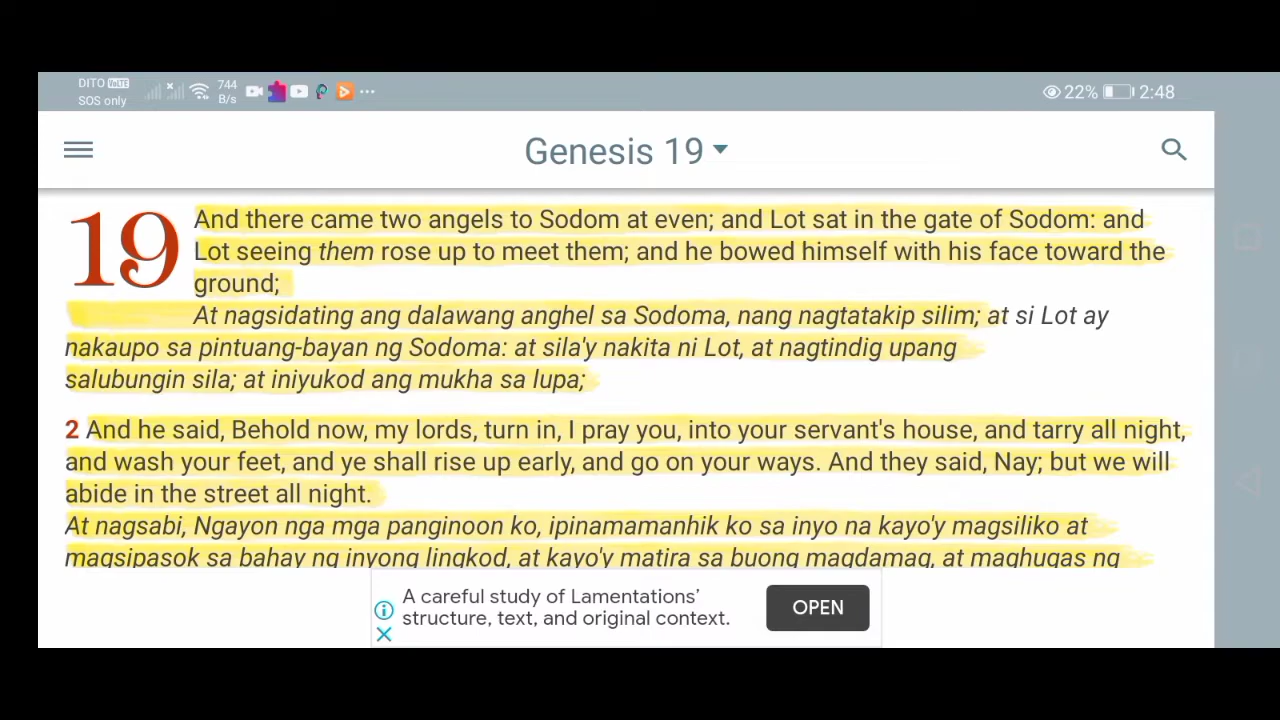 DITO VoLTE
SOS only
744
B/s
22%
2:48
Genesis 19
19
And there came two angels to Sodom at even; and Lot sat in the gate of Sodom: and
Lot seeing them rose up to meet them; and he bowed himself with his face toward the
ground;
At nagsidating ang dalawang anghel sa Sodoma, nang nagtatakip silim; at si Lot ay
nakaupo sa pintuang-bayan ng Sodoma: at sila'y nakita ni Lot, at nagtindig upang
salubungin sila; at iniyukod ang mukha sa lupa;
2 And he said, Behold now, my lords, turn in, I pray you, into your servant's house, and tarry all night,
and wash your feet, and ye shall rise up early, and go on your ways. And they said, Nay; but we will
abide in the street all night.
At nagsabi, Ngayon nga mga panginoon ko, ipinamamanhik ko sa inyo na kayo'y magsiliko at
magsipasok sa bahay ng inyong lingkod, at kayo'y matira sa buong magdamag, at maghugas ng
A careful study of Lamentations’
structure, text, and original context.
OPEN